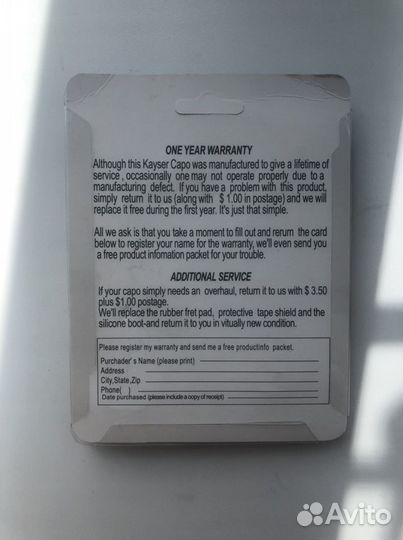 ONE YEAR WARRANTY
Although this Kayser Capo was manufactured to give a lifetime of
service , occasionally one may not operate properly due to a
manufacturing defect. If you have a problem with this product,
simply return it to us (along with $ 1.00 in postage) and we will
replace it free during the first year. It's just that simple.
All we ask is that you take a moment to fill out and rerurn the card
below to register your name for the warranty, we'll even send you
a free product infomation packet for your trouble.
ADDITIONAL SERVICE
If your capo simply needs an overhaul, return it to us with $ 3.50
plus $1.00 postage.
We'll replace the rubber fret pad, protective tape shield and the
silicone boot-and return it to you in vitually new condition.
Please register my warranty and send me a free productinfo packet.
Purchader's Name (please print)
Address
City,State,Zip
Phone( )
Date purchased (please include a copy of receipt)
Avito